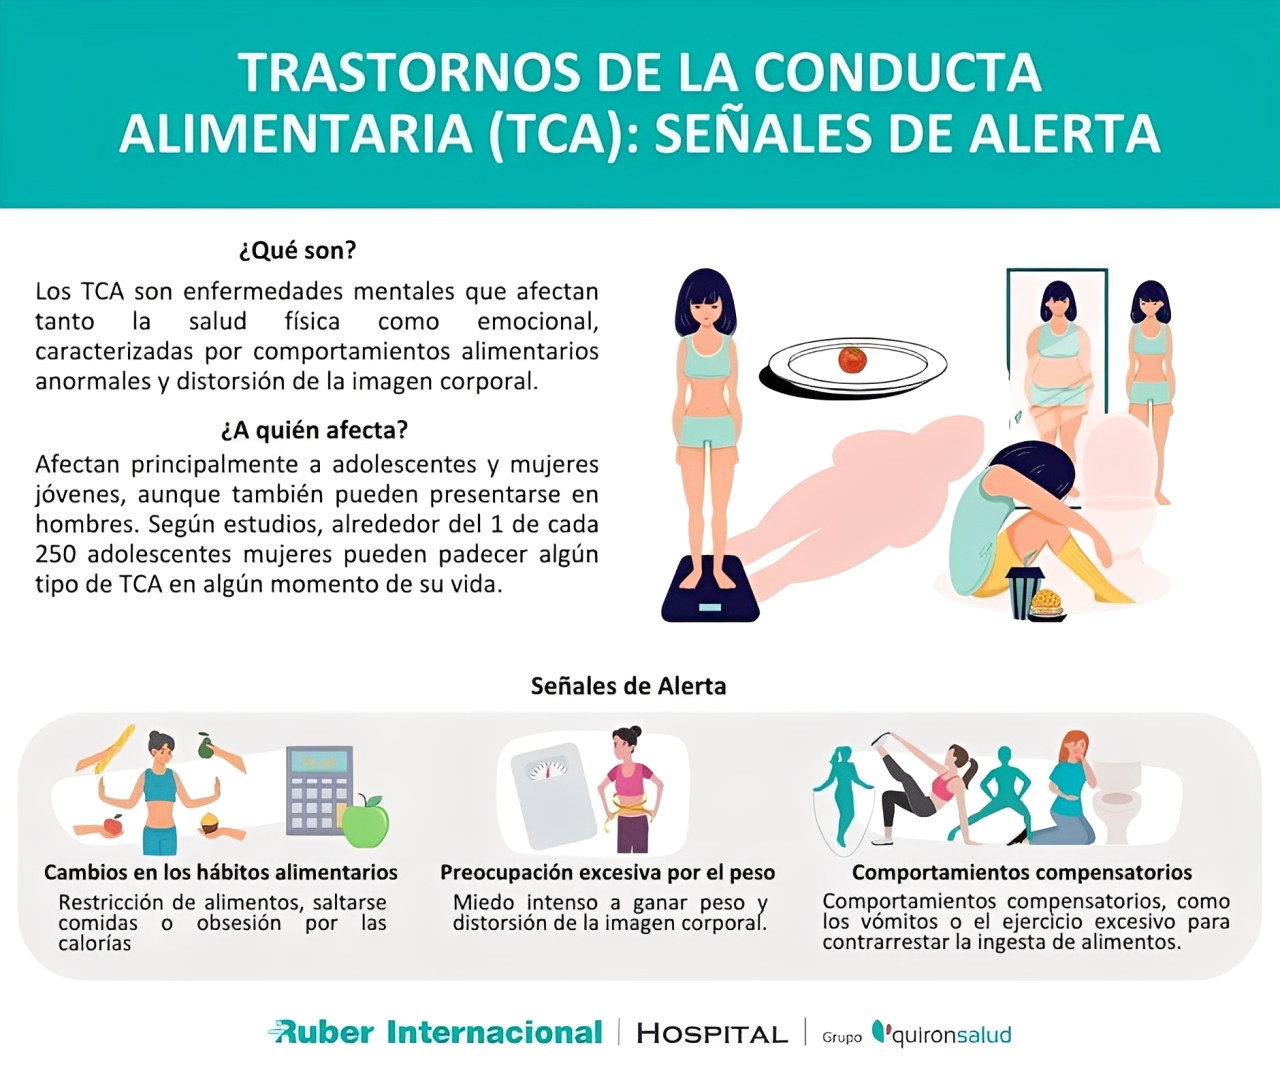 TRASTORNOS DE LA CONDUCTA
ALIMENTARIA (TCA): SEÑALES DE ALERTA
¿Qué son?
Los TCA son enfermedades mentales que afectan
tanto la salud física como emocional,
caracterizadas por comportamientos alimentarios
anormales y distorsión de la imagen corporal.
¿A quién afecta?
Afectan principalmente a adolescentes y mujeres
jóvenes, aunque también pueden presentarse en
hombres. Según estudios, alrededor del 1 de cada
250 adolescentes mujeres pueden padecer algún
tipo de TCA en algún momento de su vida.
Señales de Alerta
Cambios en los hábitos alimentarios
Restricción de alimentos, saltarse
comidas o obsesión por las
calorías
Preocupación excesiva por el peso
Miedo intenso a ganar peso y
distorsión de la imagen corporal.
Comportamientos compensatorios
Comportamientos compensatorios, como
los vómitos o el ejercicio excesivo para
contrarrestar la ingesta de alimentos.
Ruber Internacional | HOSPITAL | Grupo quironsalud